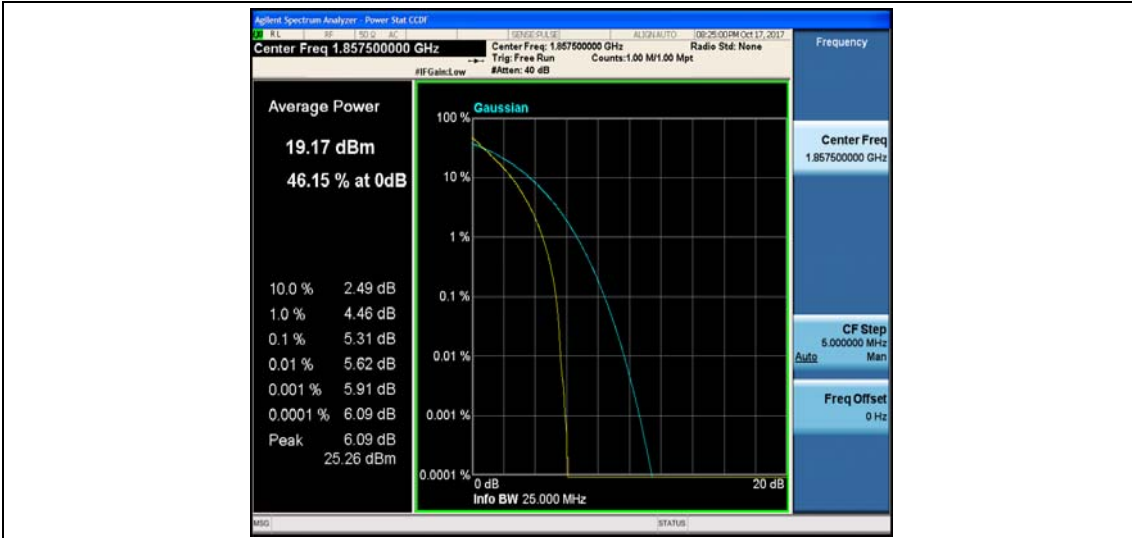 Agilent Spectrum Analyzer - Power Stat CCDF
RL RF 50 Ω AC SENSE:PULSE ALIGNAUTO 08:25:00PM Oct 17, 2017
Center Freq 1.857500000 GHz
Center Freq: 1.857500000 GHz Radio Std: None
Trig: Free Run Counts:1.00 M/1.00 Mpt
#IFGain:Low #Atten: 40 dB
Frequency
Average Power
19.17 dBm
46.15 % at 0dB
10.0 % 2.49 dB
1.0 % 4.46 dB
0.1 % 5.31 dB
0.01 % 5.62 dB
0.001 % 5.91 dB
0.0001 % 6.09 dB
Peak 6.09 dB
25.26 dBm
Gaussian
100 %
10 %
1 %
0.1 %
0.01 %
0.001 %
0.0001 %
0 dB 20 dB
Info BW 25.000 MHz
Center Freq
1.857500000 GHz
CF Step
5.000000 MHz
Auto Man
Freq Offset
0 Hz
MSG STATUS